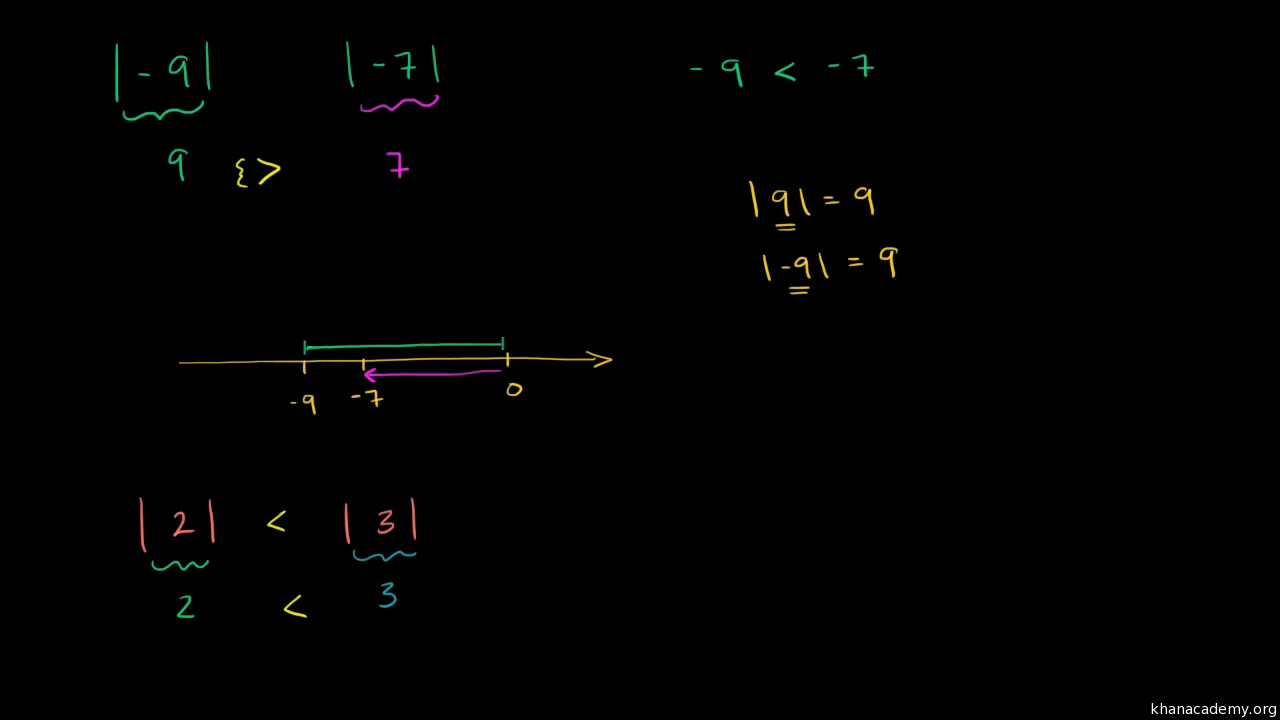 |-9| |-7|
9 {> 7
-9 < -7
|9| = 9
|-9| = 9
-9 -7 0
|2| < |3|
2 < 3
khanacademy.org